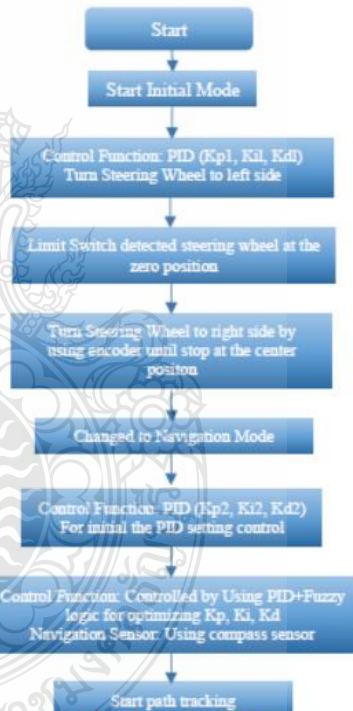 Start
Start Initial Mode
Control Function: PID (Kp1, Ki1, Kd1)
Turn Steering Wheel to left side
Limit Switch detected steering wheel at the
zero position
Turn Steering Wheel to right side by
using encoder until stop at the center
positon
Changed to Navigation Mode
Control Function: PID (Kp2, Ki2, Kd2)
For initial the PID setting control
Control Function: Controlled by Using PID+Fuzzy
logic for optimizing Kp, Ki, Kd
Navigation Sensor: Using compass sensor
Start path tracking